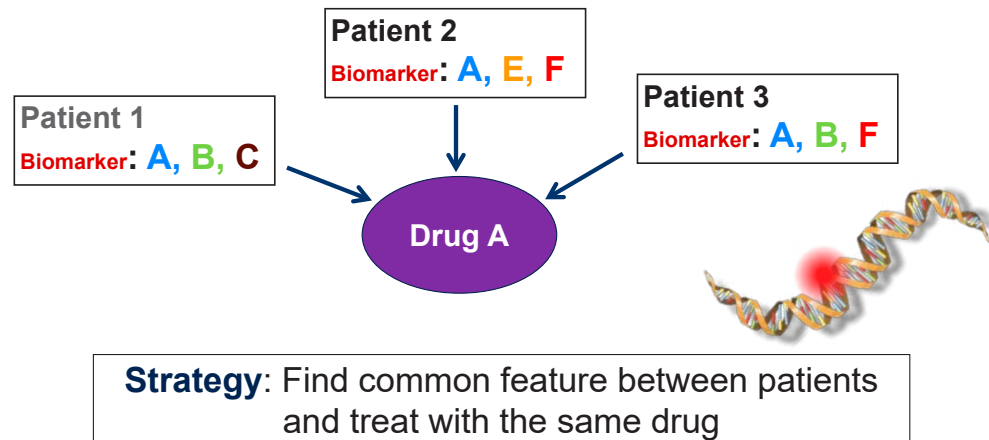 Patient 2
Biomarker: A, E, F
Patient 1
Biomarker: A, B, C
Patient 3
Biomarker: A, B, F
Drug A
Strategy: Find common feature between patients
and treat with the same drug